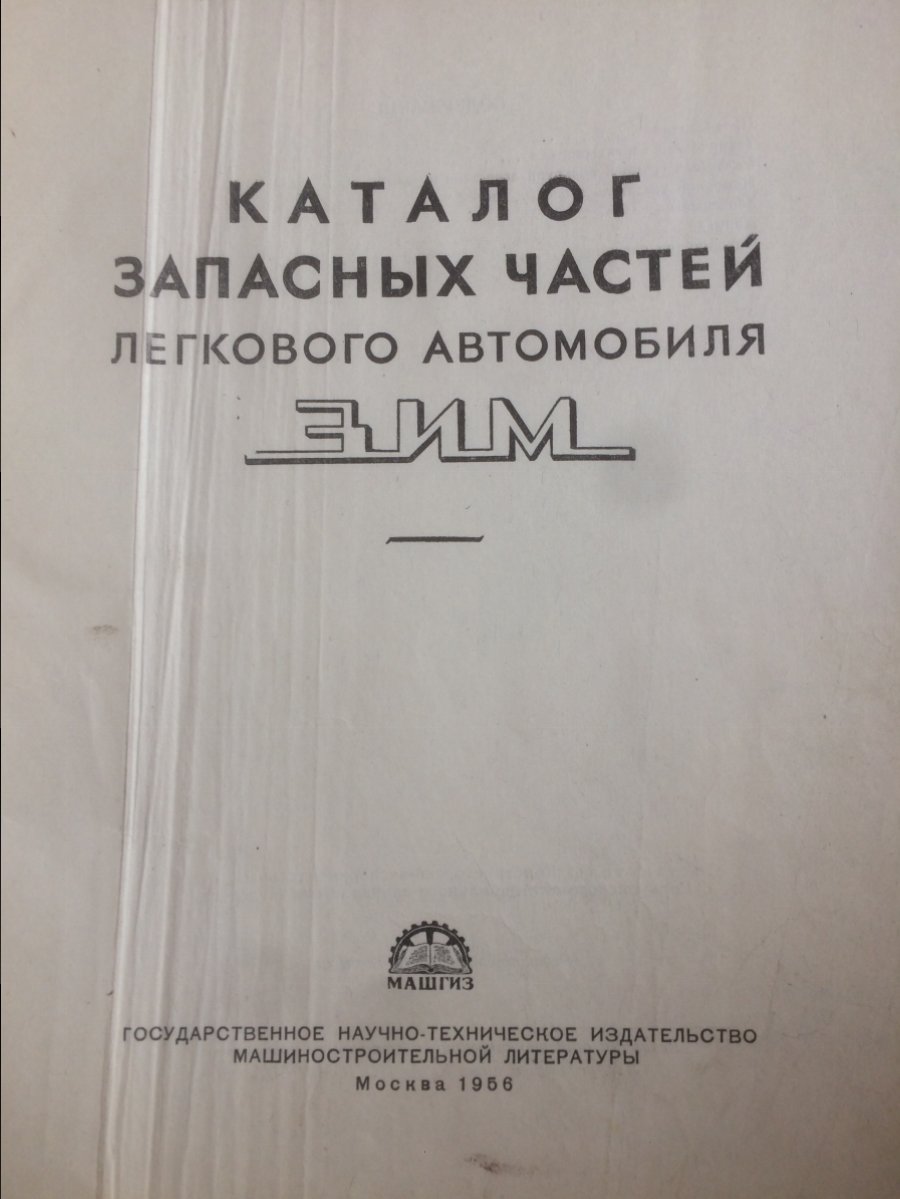 КАТАЛОГ
ЗАПАСНЫХ ЧАСТЕЙ
ЛЕГКОВОГО АВТОМОБИЛЯ
ЗИМ
МАШГИЗ
ГОСУДАРСТВЕННОЕ НАУЧНО-ТЕХНИЧЕСКОЕ ИЗДАТЕЛЬСТВО
МАШИНОСТРОИТЕЛЬНОЙ ЛИТЕРАТУРЫ
Москва 1956